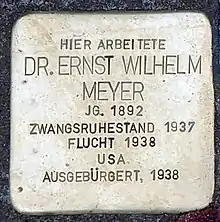 HIER ARBEITETE
DR. ERNST WILHELM
MEYER
JG. 1892
ZWANGSRUHESTAND 1937
FLUCHT 1938
USA
AUSGEBÜRGERT, 1938